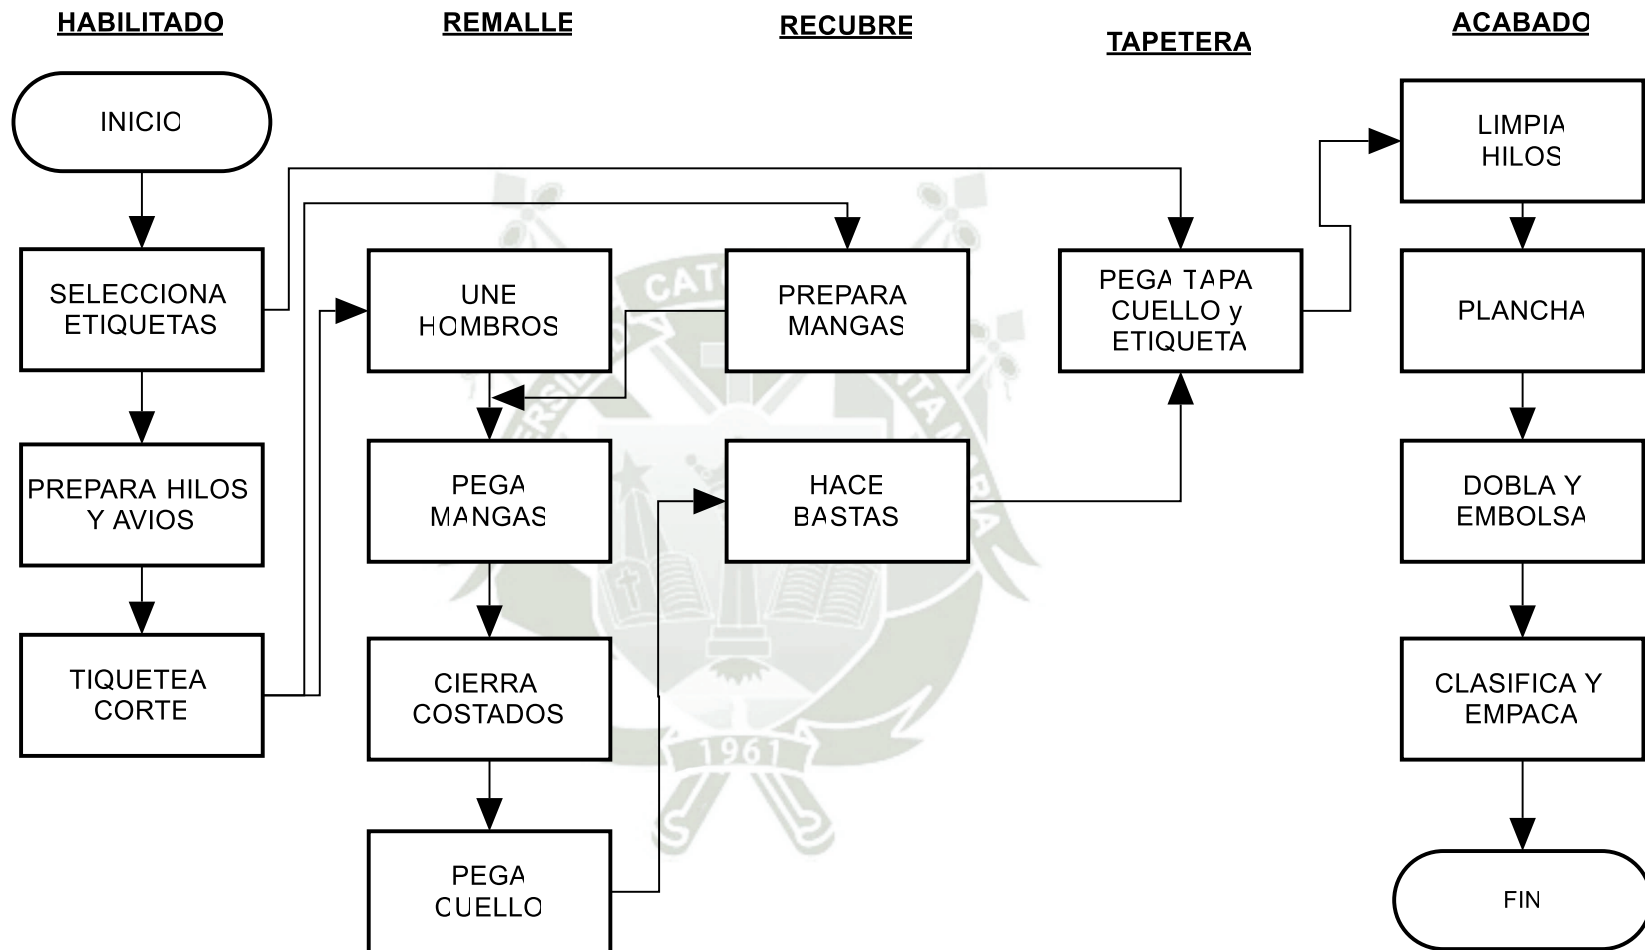 HABILITADO
REMALLE
RECUBRE
TAPETERA
ACABADO
INICIO
SELECCIONA
ETIQUETAS
PREPARA HILOS
Y AVIOS
TIQUETEA
CORTE
UNE
HOMBROS
PEGA
MANGAS
CIERRA
COSTADOS
PEGA
CUELLO
PREPARA
MANGAS
HACE
BASTAS
PEGA TAPA
CUELLO y
ETIQUETA
LIMPIA
HILOS
PLANCHA
DOBLA Y
EMBOLSA
CLASIFICA Y
EMPACA
FIN
1961